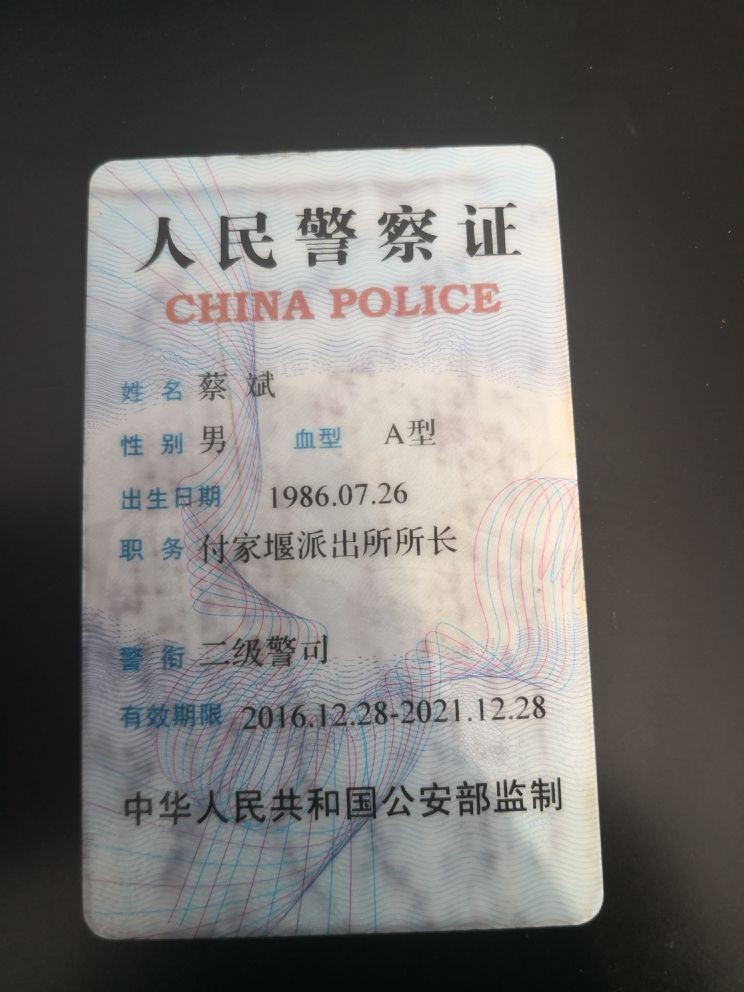 人民警察证
CHINA POLICE
姓名 蔡斌
性别 男 血型 A型
出生日期 1986.07.26
职务 付家堰派出所所长
警衔 二级警司
有效期限 2016.12.28-2021.12.28
中华人民共和国公安部监制